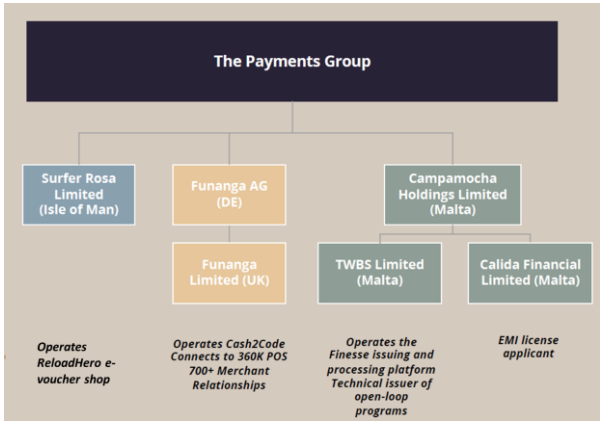 The Payments Group
Surfer Rosa
Limited
(Isle of Man)
Funanga AG
(DE)
Campamocha
Holdings Limited
(Malta)
Funanga
Limited (UK)
TWBS Limited
(Malta)
Calida Financial
Limited (Malta)
Operates
ReloadHero e-
voucher shop
Operates Cash2Code
Connects to 360K POS
700+ Merchant
Relationships
Operates the
Finesse issuing and
processing platform
Technical issuer of
open-loop
programs
EMI license
applicant